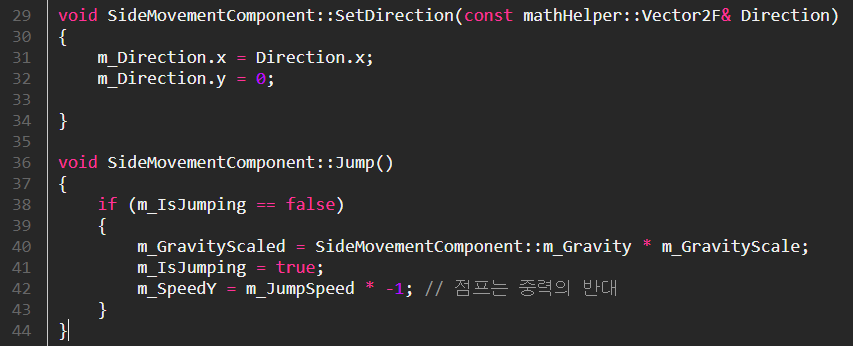 29 void SideMovementComponent::SetDirection(const mathHelper::Vector2F& Direction)
30 {
31     m_Direction.x = Direction.x;
32     m_Direction.y = 0;
33
34 }
35
36 void SideMovementComponent::Jump()
37 {
38     if (m_IsJumping == false)
39     {
40         m_GravityScaled = SideMovementComponent::m_Gravity * m_GravityScale;
41         m_IsJumping = true;
42         m_SpeedY = m_JumpSpeed * -1; // 점프는 중력의 반대
43     }
44 }